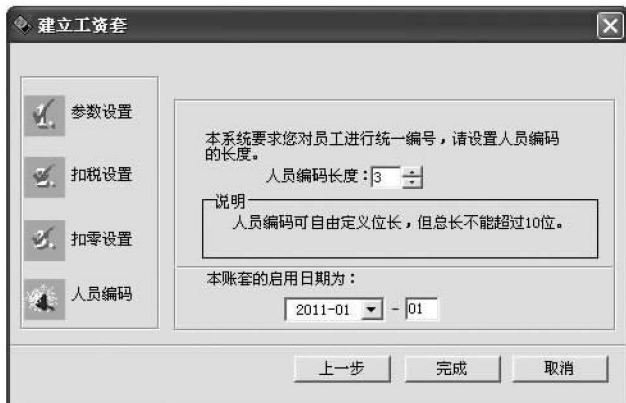 建立工资套
1.
参数设置
2.
扣税设置
3.
扣零设置
4
人员编码
本系统要求您对员工进行统一编号，请设置人员编码
的长度。
人员编码长度：3
说明
人员编码可自由定义位长，但总长不能超过10位。
本账套的启用日期为：
2011-01 - 01
上一步 完成 取消